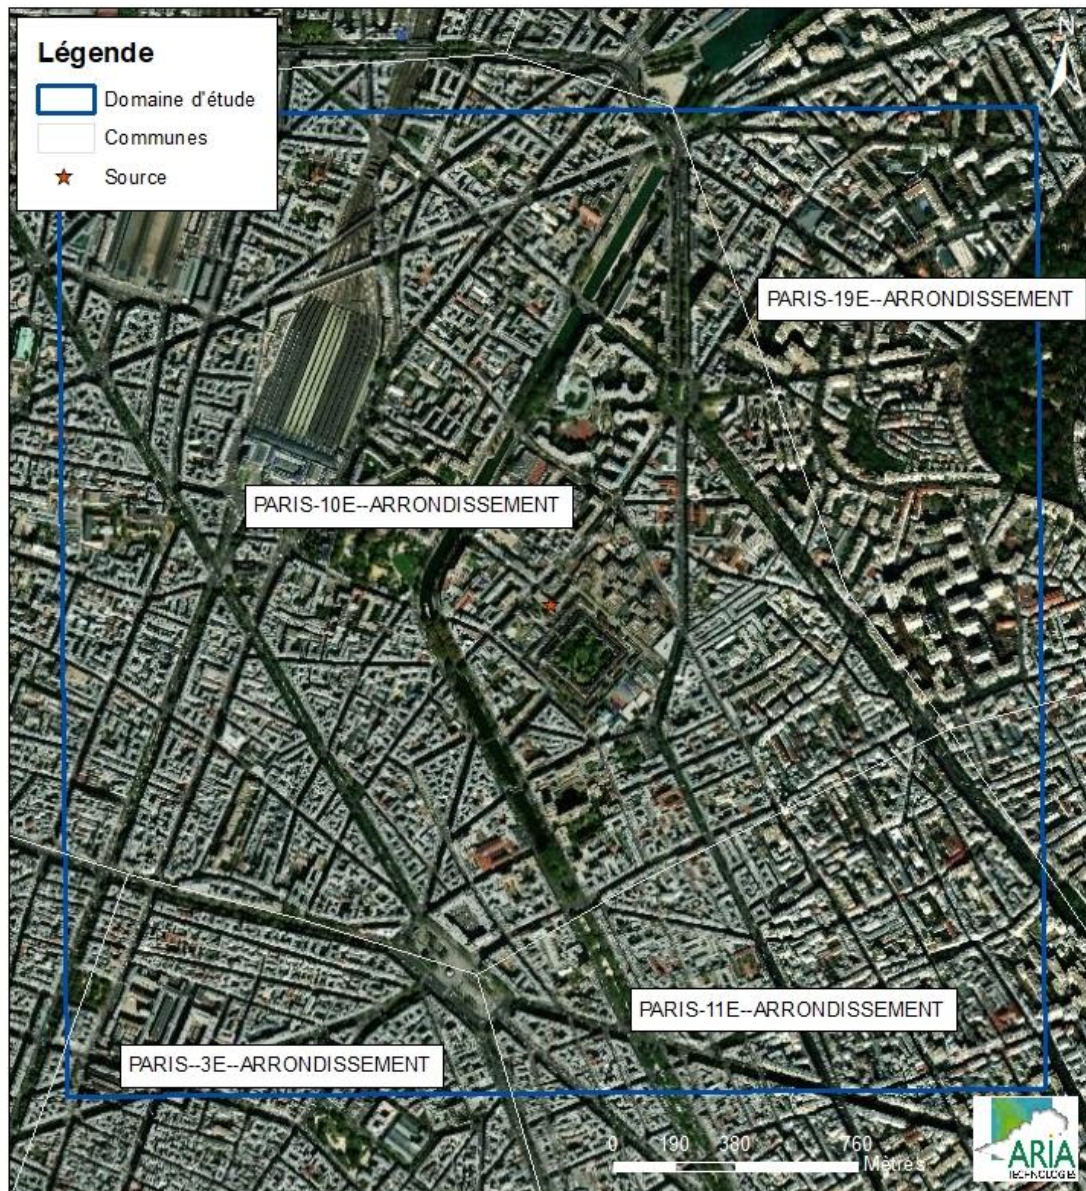 Légende
Domaine d'étude
Communes
Source
N
PARIS-19E--ARRONDISSEMENT
PARIS-10E--ARRONDISSEMENT
PARIS-11E--ARRONDISSEMENT
PARIS--3E--ARRONDISSEMENT
0 190 380 760
Mètres
ARIA
TECHNOLOGIES